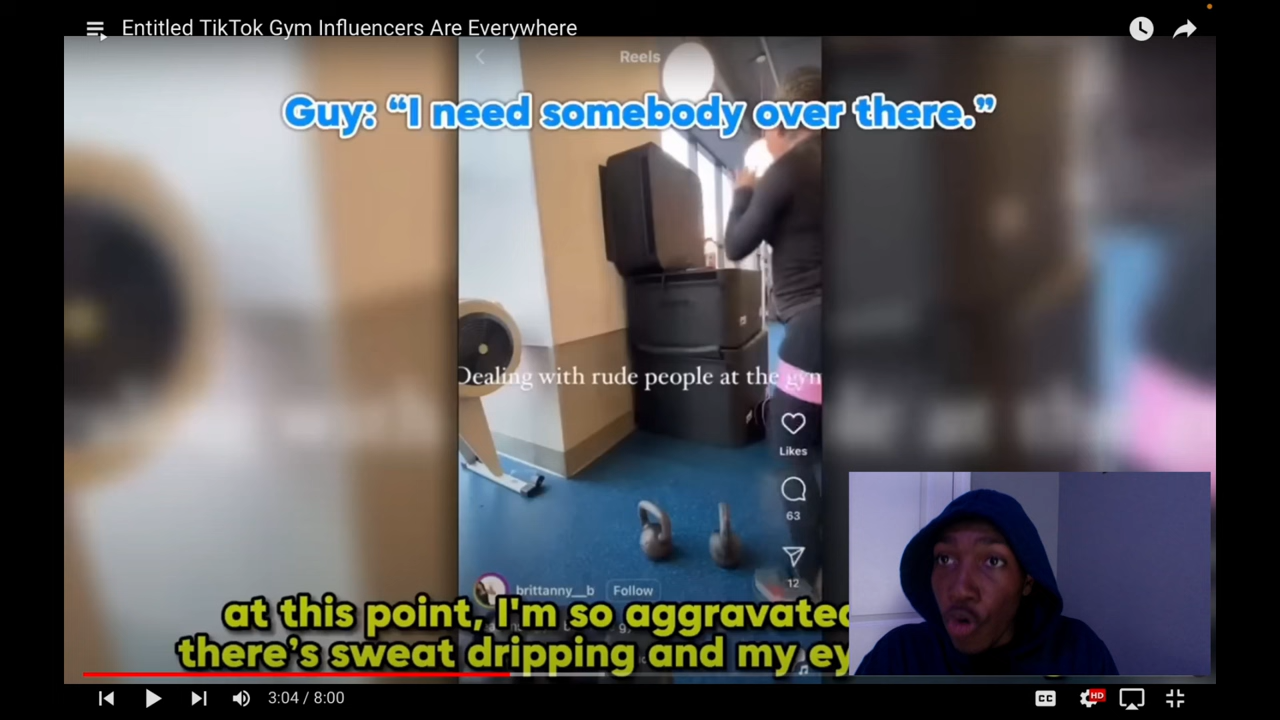 Entitled TikTok Gym Influencers Are Everywhere
Reels
Guy: “I need somebody over there.”
Dealing with rude people at the gym
Likes
63
12
brittanny__b Follow
at this point, I'm so aggravated
there's sweat dripping and my ey
3:04 / 8:00
CC HD